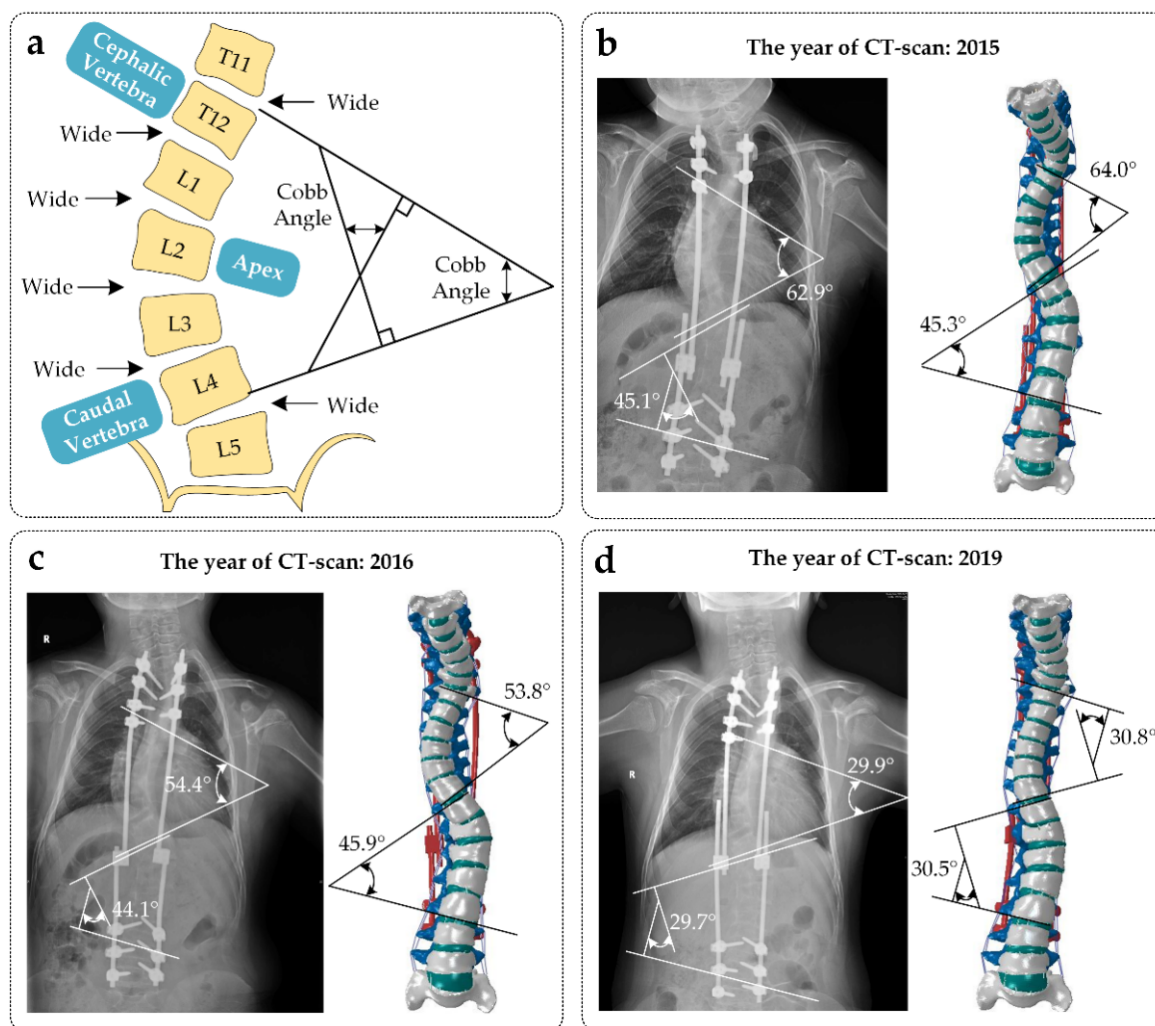 a
Cephalic
Vertebra
T11
Wide
T12
Wide
L1
Wide
Cobb
Angle
L2
Apex
Cobb
Angle
Wide
L3
Wide
L4
Wide
Caudal
Vertebra
L5
b
The year of CT-scan: 2015
64.0°
62.9°
45.3°
45.1°
c
The year of CT-scan: 2016
R
53.8°
54.4°
45.9°
44.1°
d
The year of CT-scan: 2019
R
30.8°
29.9°
30.5°
29.7°